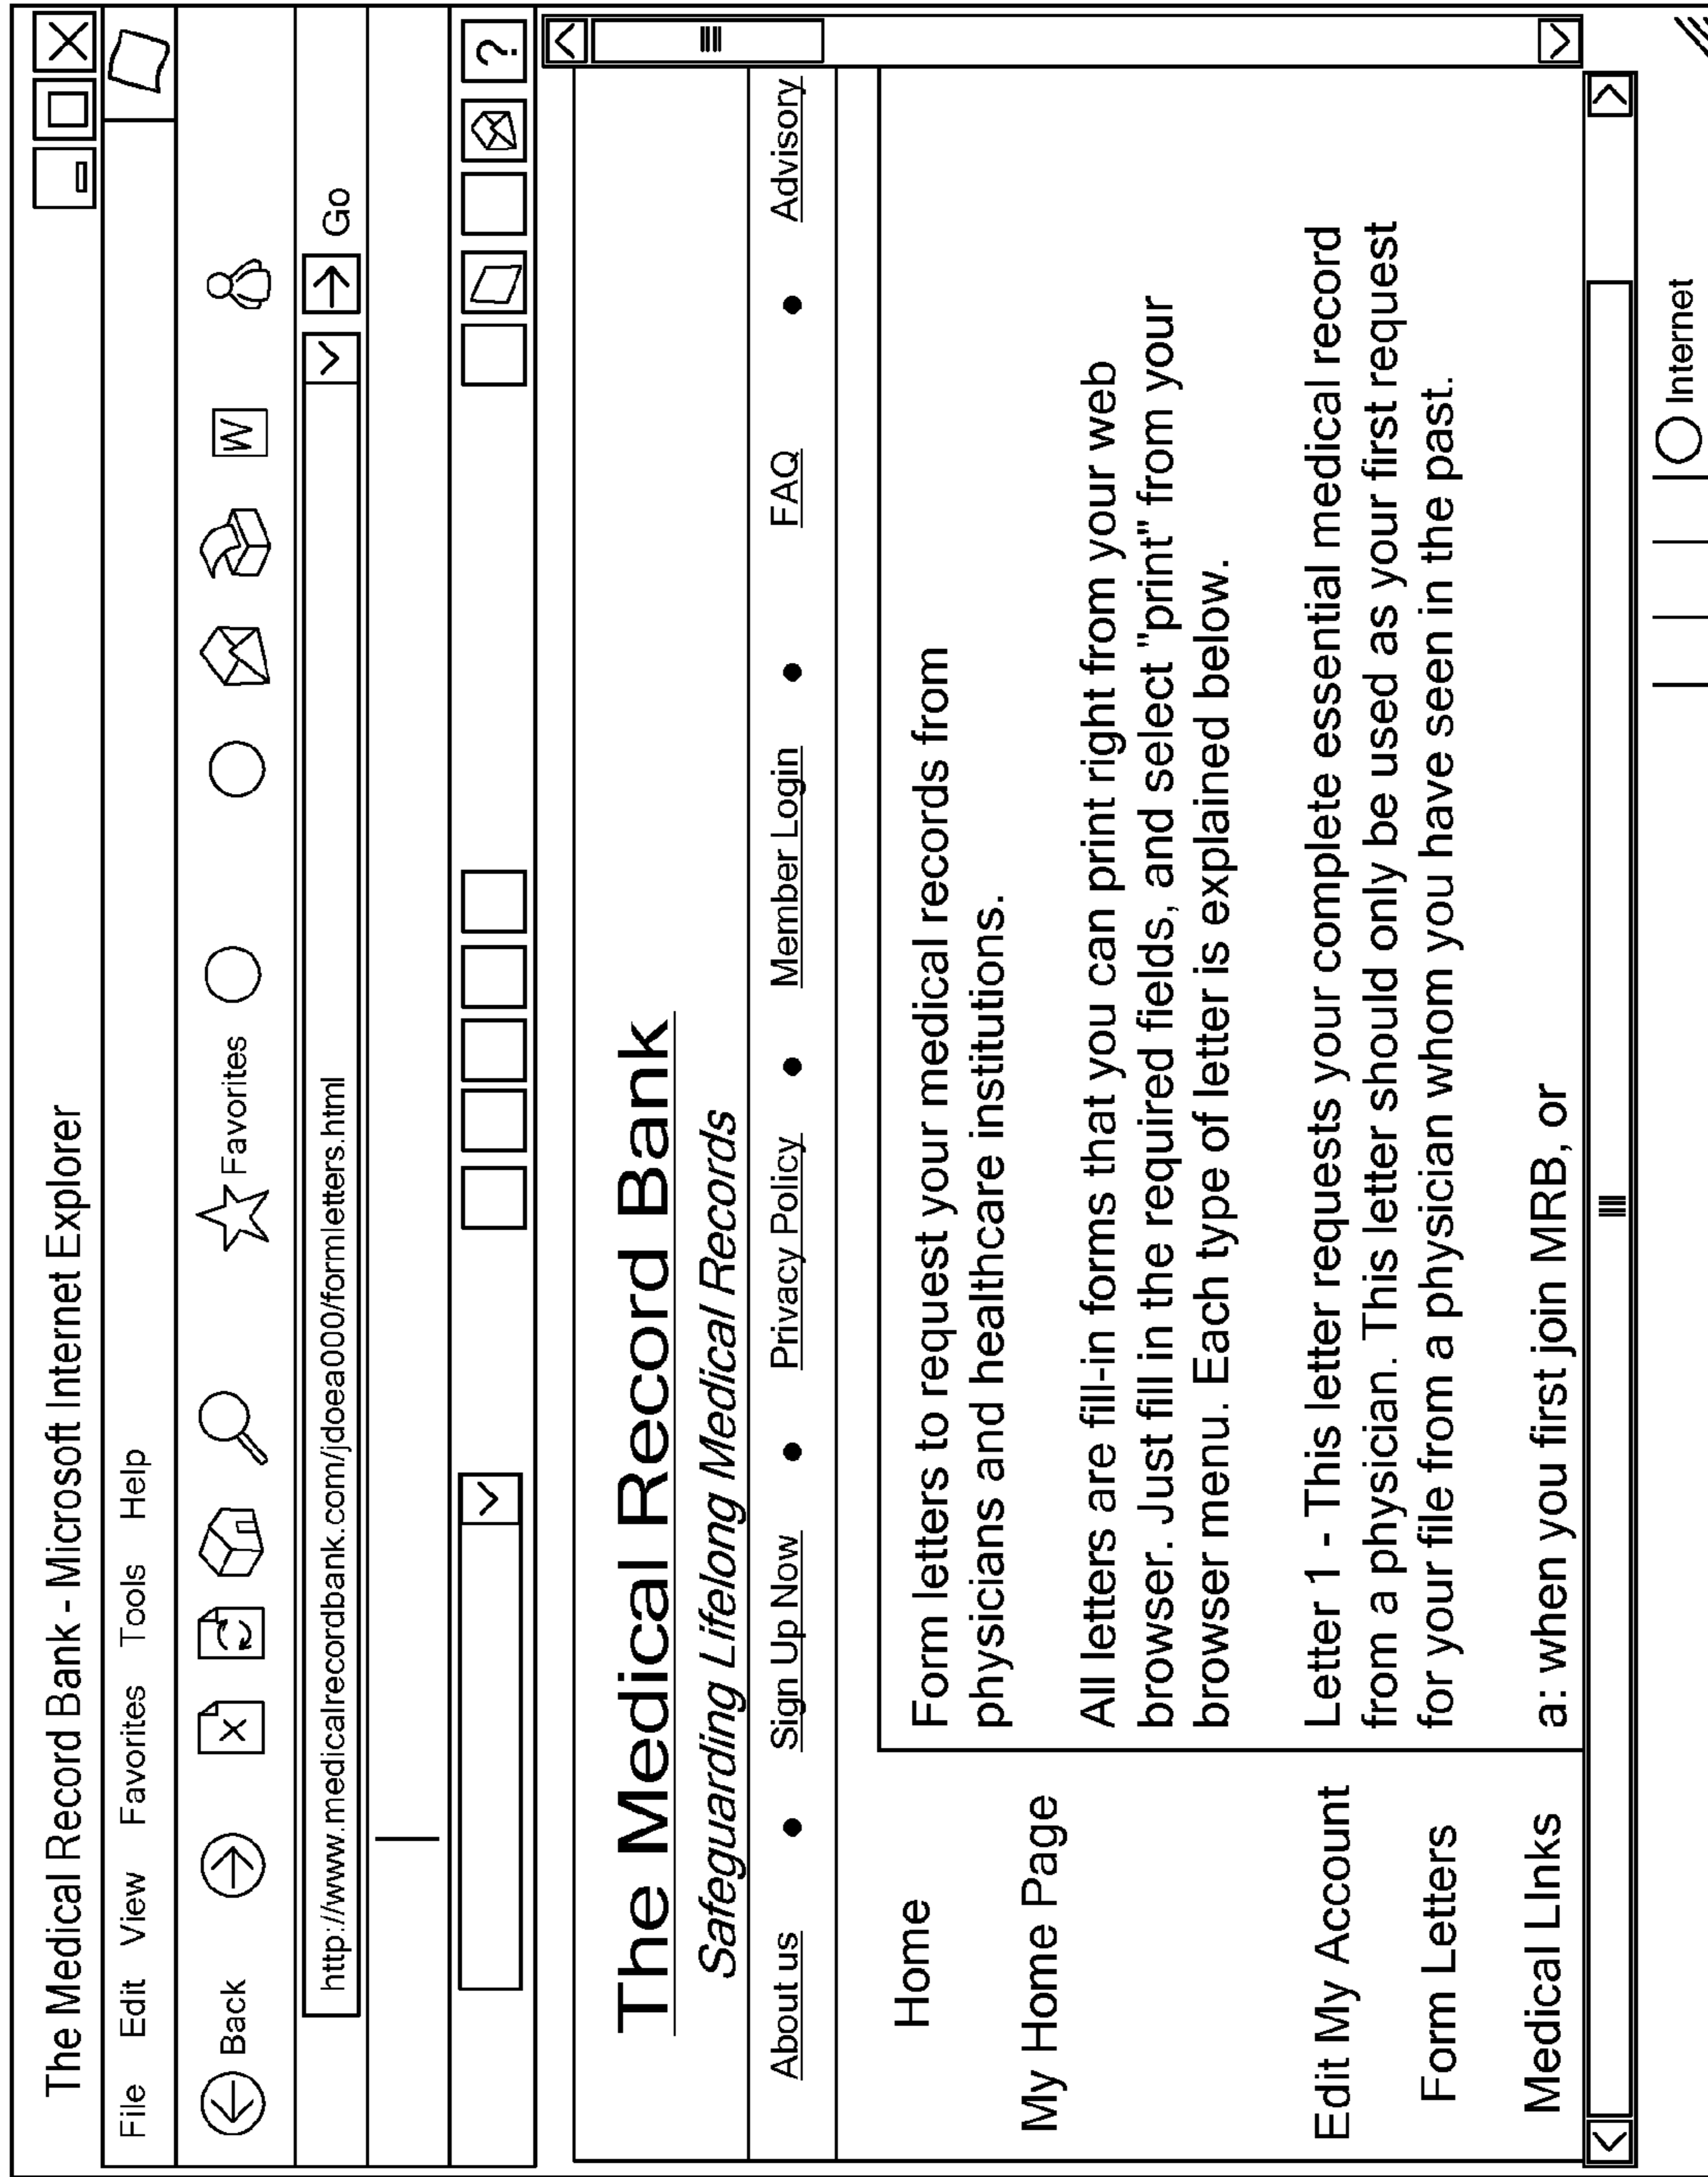 The Medical Record Bank - Microsoft Internet Explorer
File Edit View Favorites Tools Help
Back Favorites W
http://www.medicalrecordbank.com/jdoea000/formletters.html Go
?
The Medical Record Bank
Safeguarding Lifelong Medical Records
About us • Sign Up Now • Privacy Policy • Member Login • FAQ • Advisory
Home
My Home Page
Edit My Account
Form Letters
Medical LInks
Form letters to request your medical records from
physicians and healthcare institutions.
All letters are fill-in forms that you can print right from your web
browser. Just fill in the required fields, and select "print" from your
browser menu. Each type of letter is explained below.
Letter 1 - This letter requests your complete essential medical record
from a physician. This letter should only be used as your first request
for your file from a physician whom you have seen in the past.
a: when you first join MRB, or
Internet